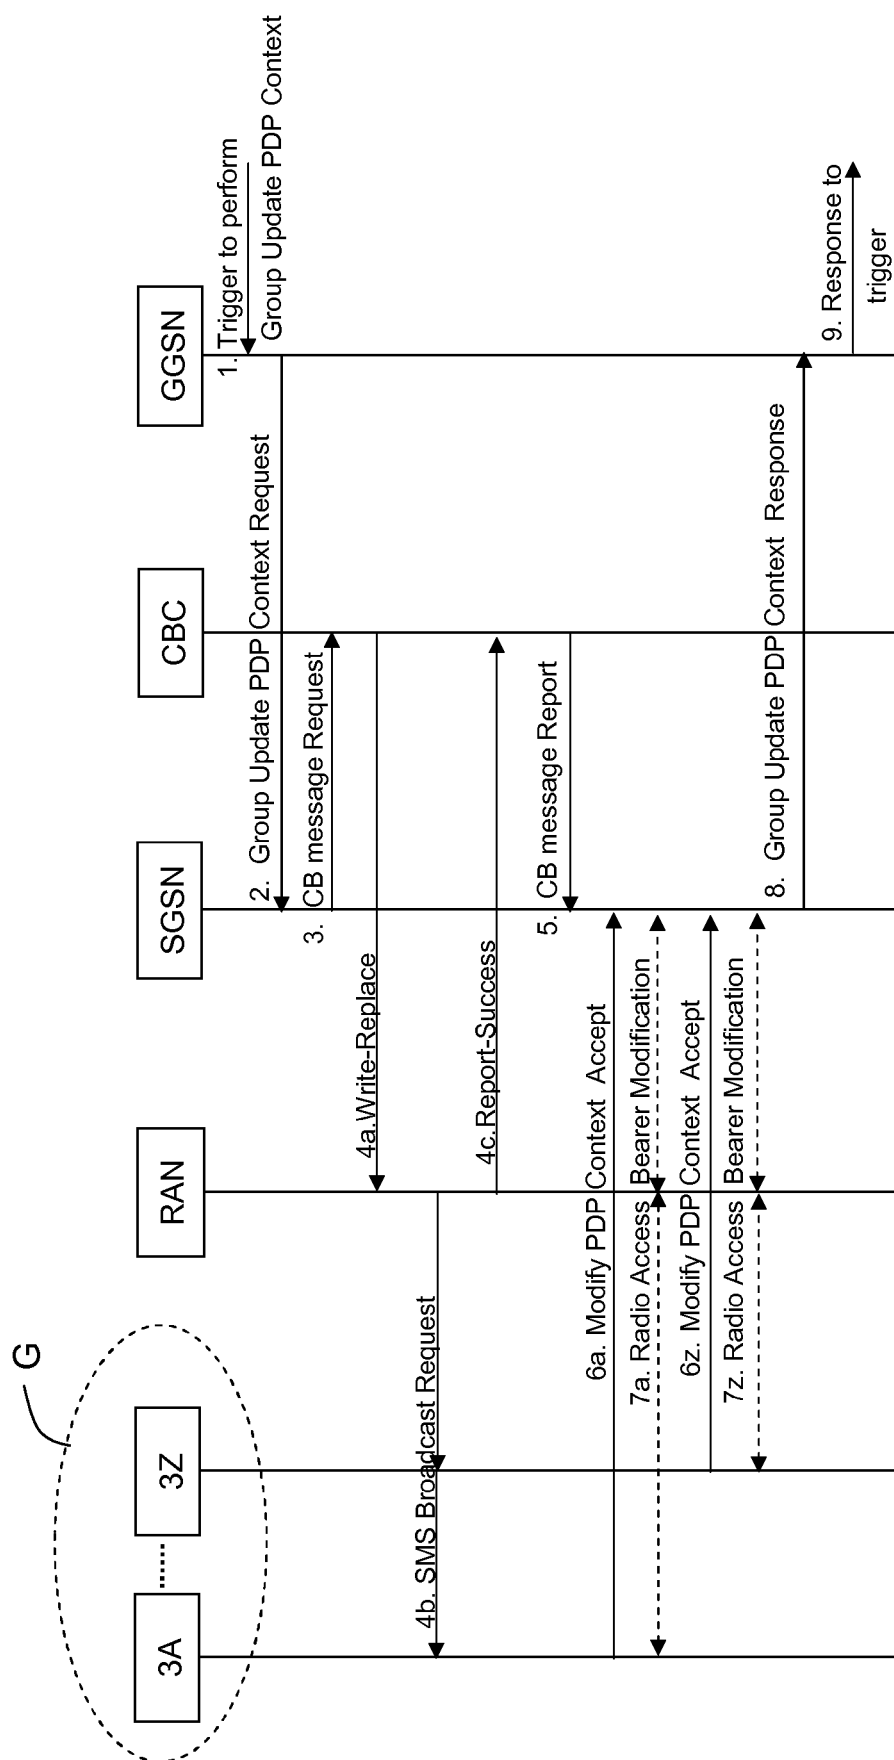 G
3A
3Z
RAN
SGSN
CBC
GGSN
1. Trigger to perform
Group Update PDP Context
2. Group Update PDP Context Request
3. CB message Request
4a.Write-Replace
4b. SMS Broadcast Request
4c.Report-Success
5. CB message Report
6a. Modify PDP Context Accept
7a. Radio Access Bearer Modification
6z. Modify PDP Context Accept
7z. Radio Access Bearer Modification
8. Group Update PDP Context Response
9. Response to
trigger